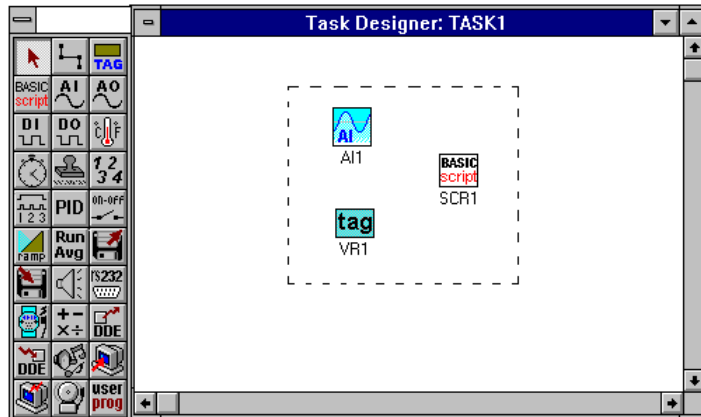 Task Designer: TASK1
TAG
BASIC
script
AI
AO
DI
DO
°C °F
1 2
3 4
1 2 3
PID
on-off
ramp
Run
Avg
RS232
+ −
× ÷
DDE
DDE
user
prog
AI
AI1
BASIC
script
SCR1
tag
VR1